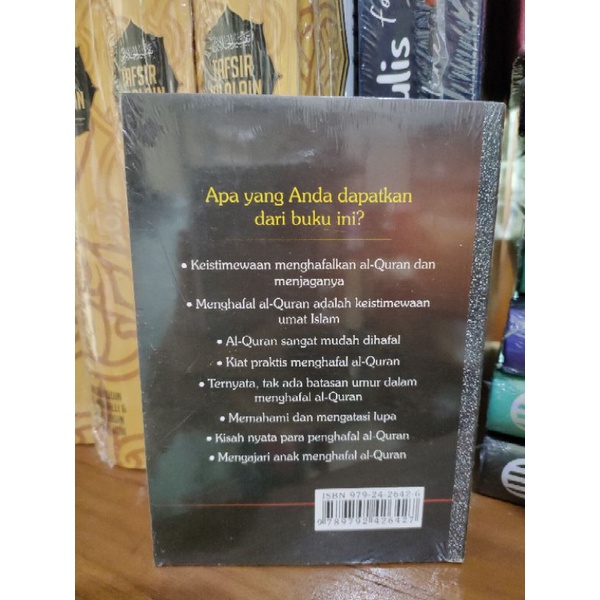 TAFSIR
TAFSIR
JALALAIN
ulis
Apa yang Anda dapatkan
dari buku ini?
• Keistimewaan menghafalkan al-Quran dan
menjaganya
• Menghafal al-Quran adalah keistimewaan
umat Islam
• Al-Quran sangat mudah dihafal
• Kiat praktis menghafal al-Quran
• Ternyata, tak ada batasan umur dalam
menghafal al-Quran
• Memahami dan mengatasi lupa
• Kisah nyata para penghafal al-Quran
• Mengajari anak menghafal al-Quran
ISBN 979-24-2642-6
9789792426427